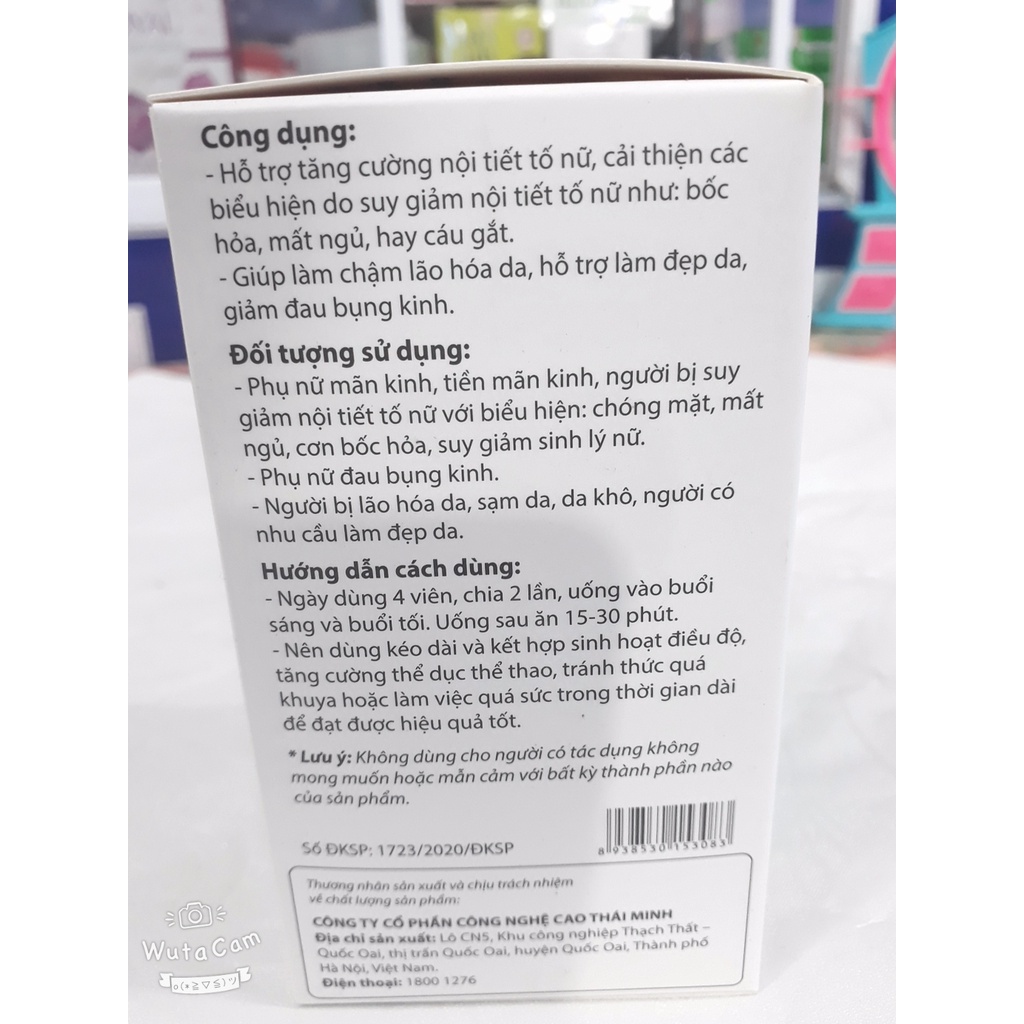 Công dụng:
- Hỗ trợ tăng cường nội tiết tố nữ, cải thiện các
biểu hiện do suy giảm nội tiết tố nữ như: bốc
hỏa, mất ngủ, hay cáu gắt.
- Giúp làm chậm lão hóa da, hỗ trợ làm đẹp da,
giảm đau bụng kinh.
Đối tượng sử dụng:
- Phụ nữ mãn kinh, tiền mãn kinh, người bị suy
giảm nội tiết tố nữ với biểu hiện: chóng mặt, mất
ngủ, cơn bốc hỏa, suy giảm sinh lý nữ.
- Phụ nữ đau bụng kinh.
- Người bị lão hóa da, sạm da, da khô, người có
nhu cầu làm đẹp da.
Hướng dẫn cách dùng:
- Ngày dùng 4 viên, chia 2 lần, uống vào buổi
sáng và buổi tối. Uống sau ăn 15-30 phút.
- Nên dùng kéo dài và kết hợp sinh hoạt điều độ,
tăng cường thể dục thể thao, tránh thức quá
khuya hoặc làm việc quá sức trong thời gian dài
để đạt được hiệu quả tốt.
* Lưu ý: Không dùng cho người có tác dụng không
mong muốn hoặc mẫn cảm với bất kỳ thành phần nào
của sản phẩm.
8 938530 153083
Số ĐKSP: 1723/2020/ĐKSP
Thương nhân sản xuất và chịu trách nhiệm
về chất lượng sản phẩm:
CÔNG TY CỔ PHẦN CÔNG NGHỆ CAO THÁI MINH
Địa chỉ sản xuất: Lô CN5, Khu công nghiệp Thạch Thất –
Quốc Oai, thị trấn Quốc Oai, huyện Quốc Oai, Thành phố
Hà Nội, Việt Nam.
Điện thoại: 1800 1276
WutaCam